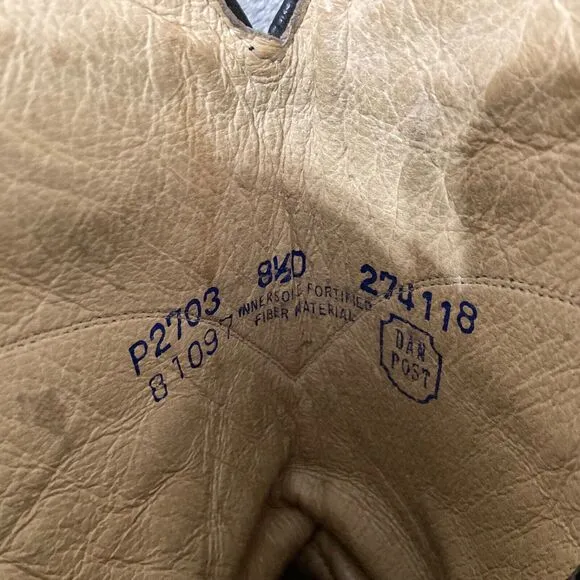 P2703 8½D 274118
81097 INNERSOLE FORTIFIED
FIBER MATERIAL
DAN
POST